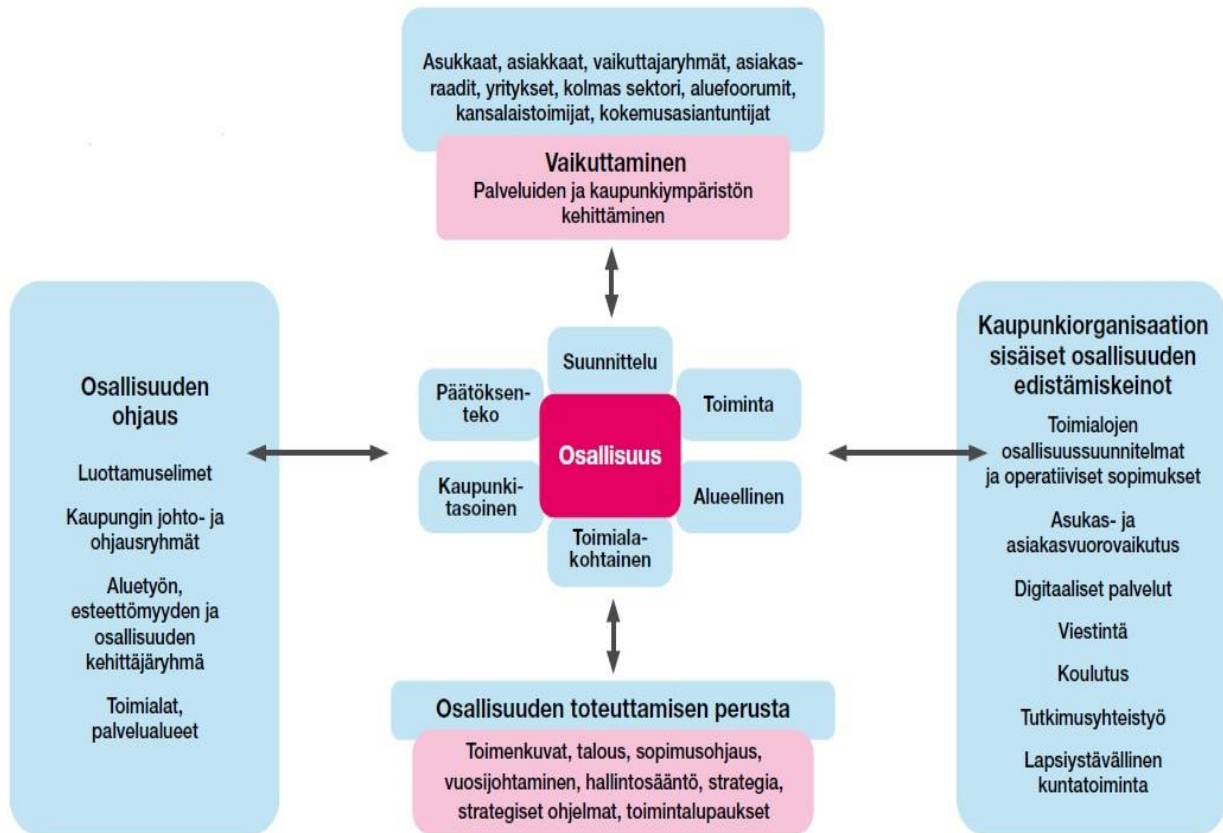 Asukkaat, asiakkaat, vaikuttajaryhmät, asiakas-
raadit, yritykset, kolmas sektori, aluefoorumit,
kansalaistoimijat, kokemusasiantuntijat
Vaikuttaminen
Palveluiden ja kaupunkiympäristön
kehittäminen
Osallisuuden
ohjaus
Luottamuselimet
Kaupungin johto- ja
ohjausryhmät
Aluetyön,
esteettömyyden ja
osallisuuden
kehittäjäryhmä
Toimialat,
palvelualueet
Suunnittelu
Päätöksen-
teko
Toiminta
Osallisuus
Kaupunki-
tasoinen
Alueellinen
Toimiala-
kohtainen
Kaupunkiorganisaation
sisäiset osallisuuden
edistämiskeinot
Toimialojen
osallisuussuunnitelmat
ja operatiiviset sopimukset
Asukas- ja
asiakasvuorovaikutus
Digitaaliset palvelut
Viestintä
Koulutus
Tutkimusyhteistyö
Lapsiystävällinen
kuntatoiminta
Osallisuuden toteuttamisen perusta
Toimenkuvat, talous, sopimusohjaus,
vuosijohtaminen, hallintosääntö, strategia,
strategiset ohjelmat, toimintalupaukset